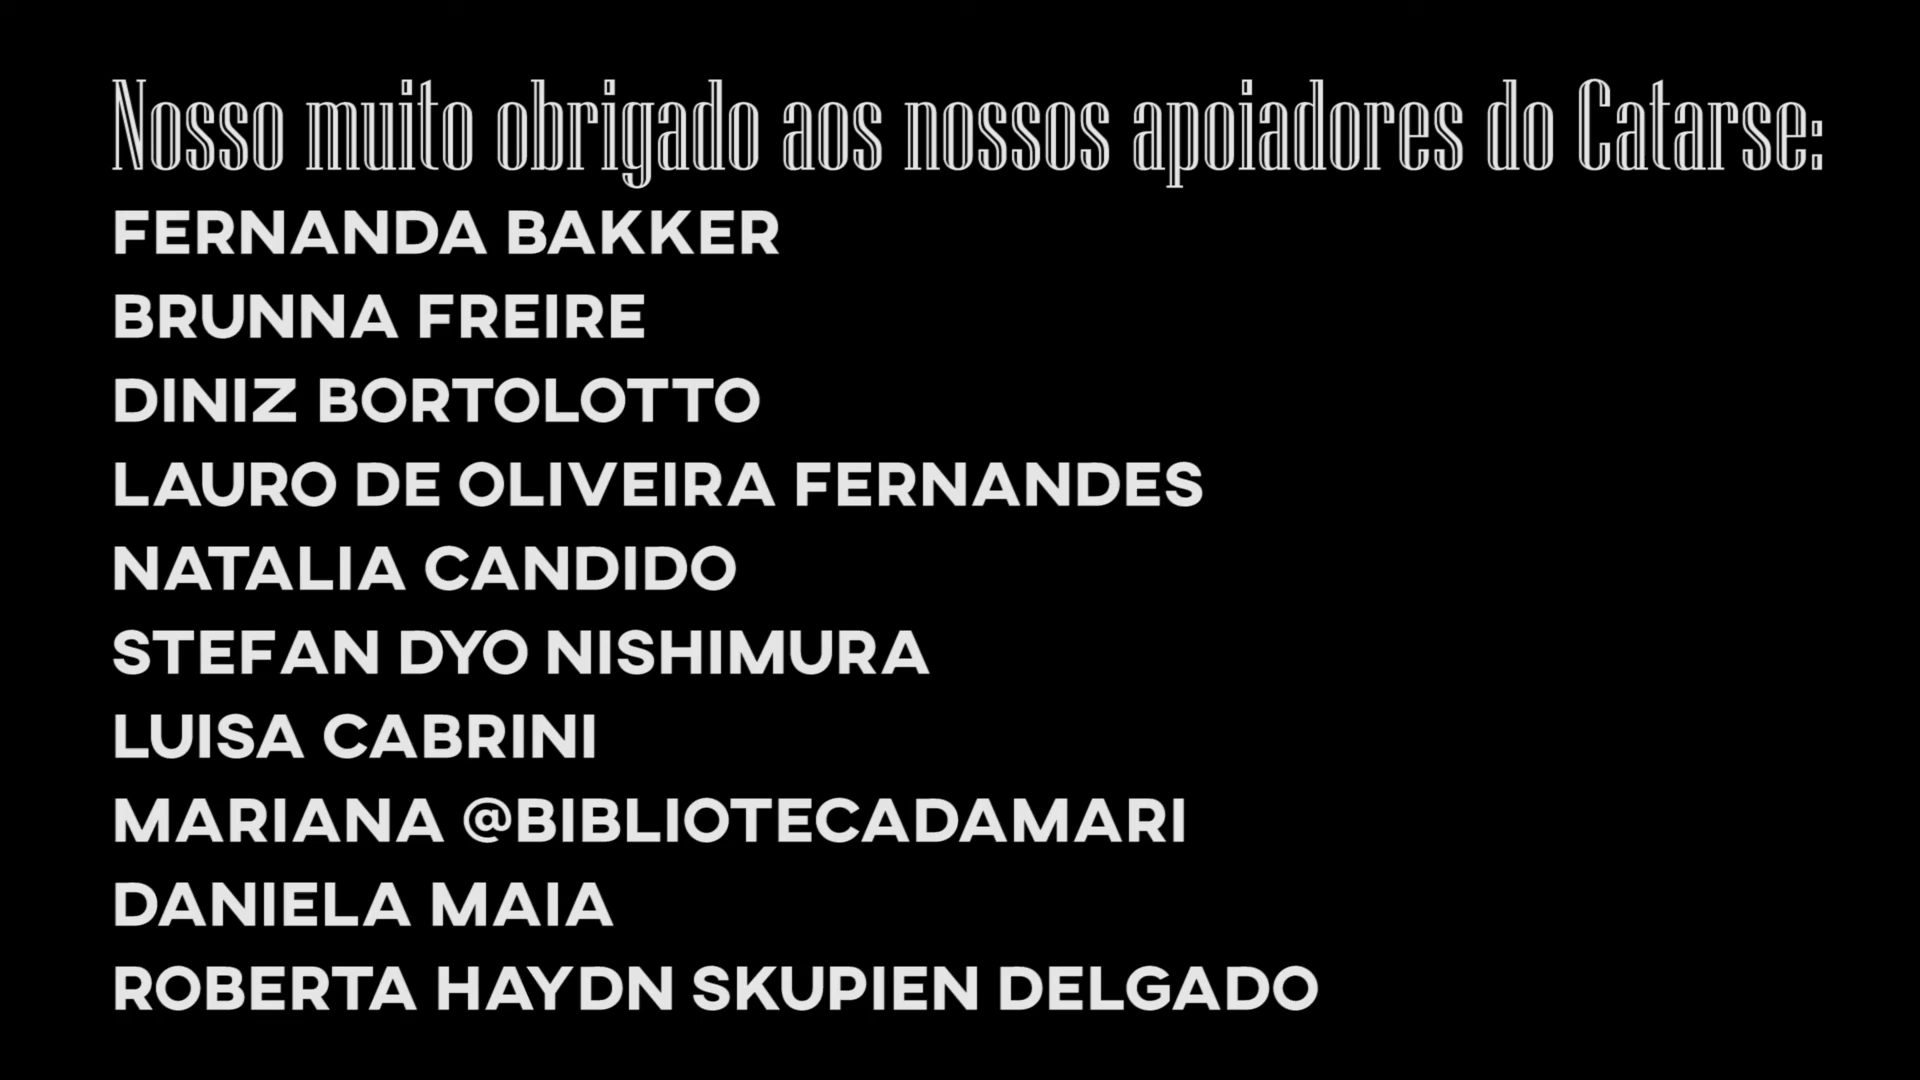 Nosso muito obrigado aos nossos apoiadores do Catarse:
FERNANDA BAKKER
BRUNNA FREIRE
DINIZ BORTOLOTTO
LAURO DE OLIVEIRA FERNANDES
NATALIA CANDIDO
STEFAN DYO NISHIMURA
LUISA CABRINI
MARIANA @BIBLIOTECADAMARI
DANIELA MAIA
ROBERTA HAYDN SKUPIEN DELGADO